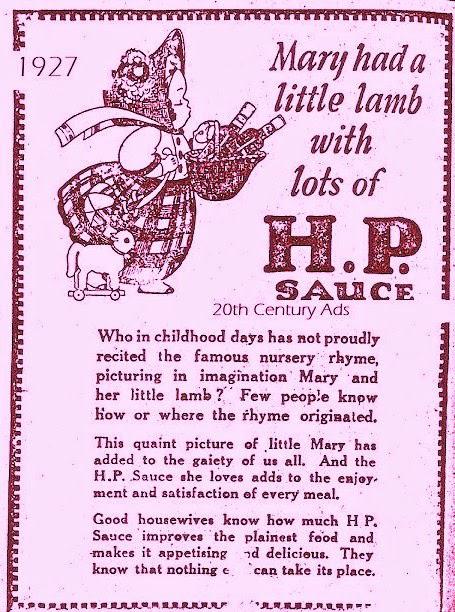 1927
Mary had a
little lamb
with
lots of
H.P.
SAUCE
20th Century Ads
Who in childhood days has not proudly
recited the famous nursery rhyme,
picturing in imagination Mary and
her little lamb? Few people know
how or where the rhyme originated.
This quaint picture of little Mary has
added to the gaiety of us all. And the
H.P. Sauce she loves adds to the enjoy-
ment and satisfaction of every meal.
Good housewives know how much H P.
Sauce improves the plainest food and
makes it appetising and delicious. They
know that nothing can take its place.